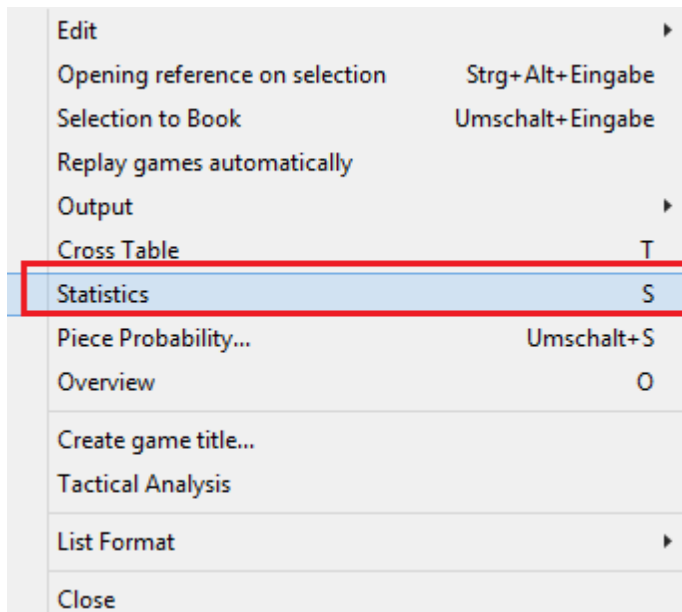 Edit
Opening reference on selection Strg+Alt+Eingabe
Selection to Book Umschalt+Eingabe
Replay games automatically
Output
Cross Table T
Statistics S
Piece Probability... Umschalt+S
Overview O
Create game title...
Tactical Analysis
List Format
Close